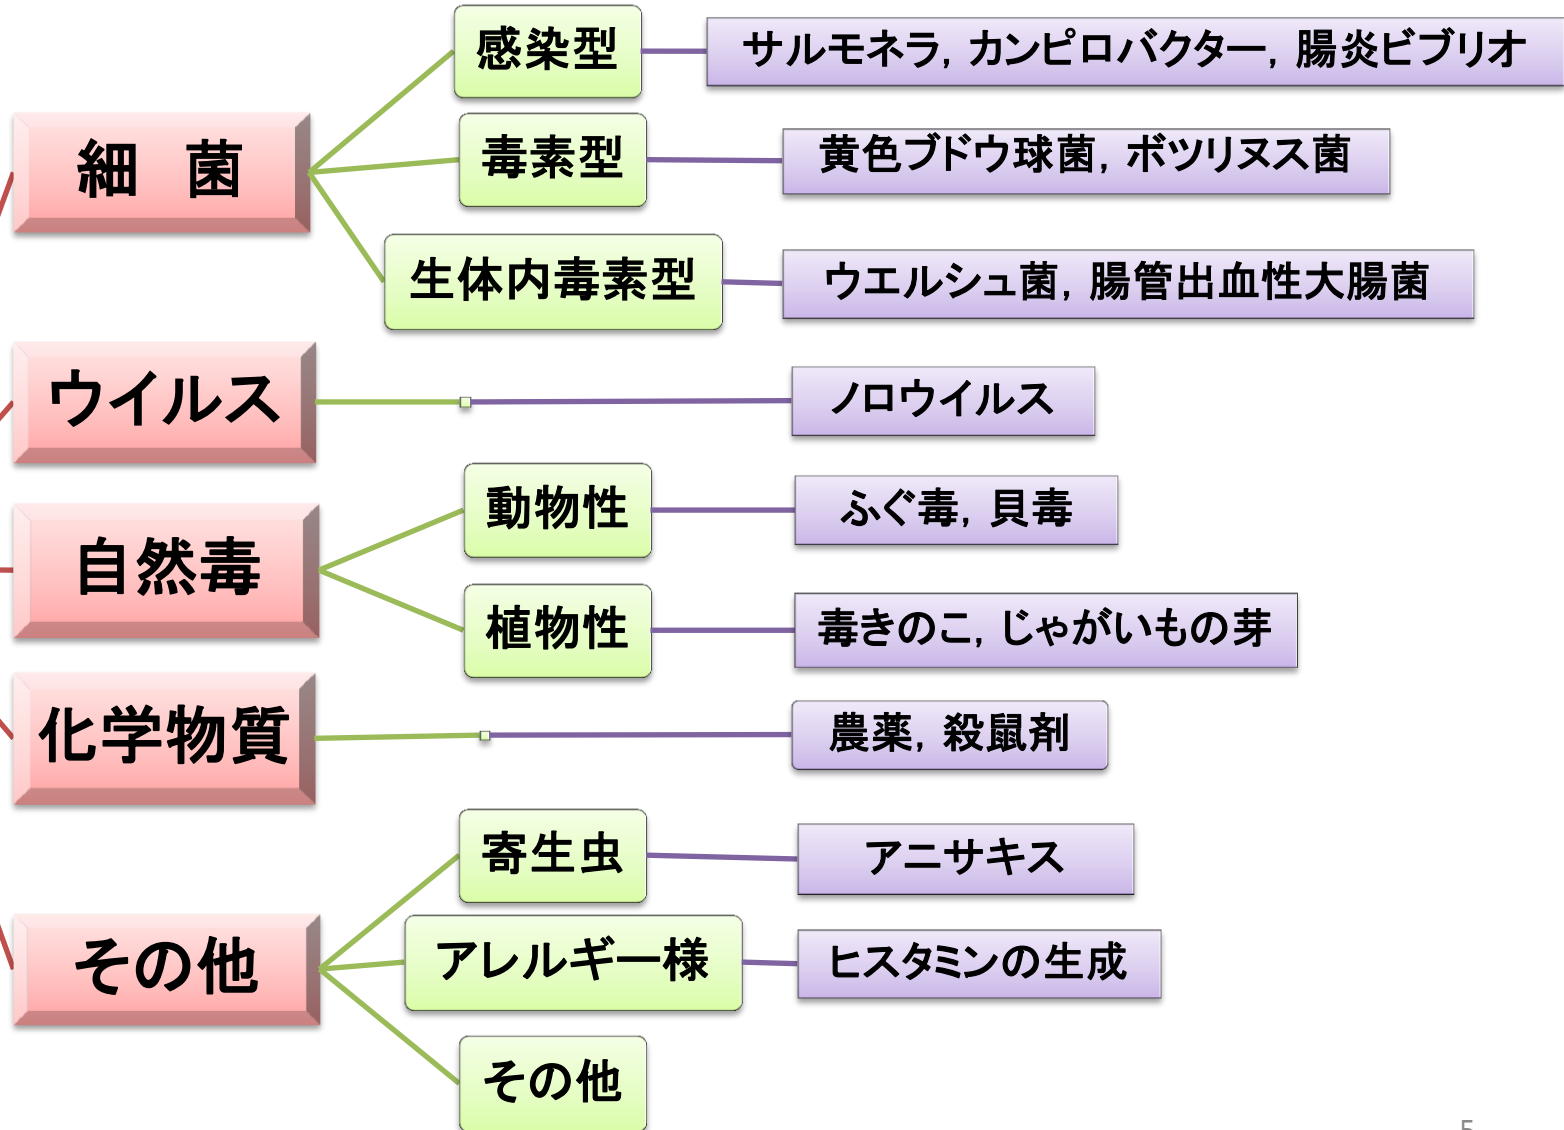 細　菌
感染型
サルモネラ, カンピロバクター, 腸炎ビブリオ
毒素型
黄色ブドウ球菌, ボツリヌス菌
生体内毒素型
ウエルシュ菌, 腸管出血性大腸菌
ウイルス
ノロウイルス
自然毒
動物性
ふぐ毒, 貝毒
植物性
毒きのこ, じゃがいもの芽
化学物質
農薬, 殺鼠剤
その他
寄生虫
アニサキス
アレルギー様
ヒスタミンの生成
その他
5